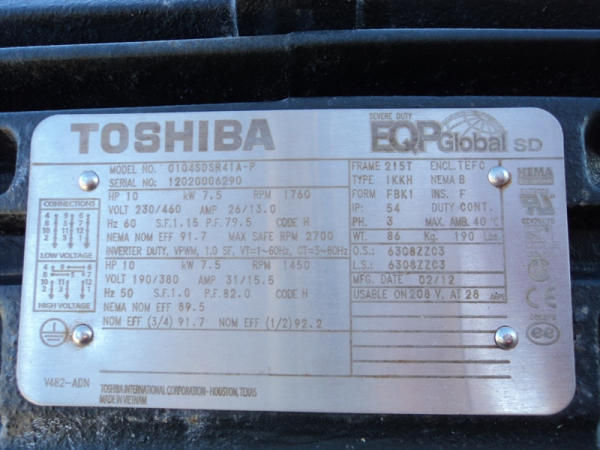 TOSHIBA
SEVERE DUTY
EQP Global SD
MODEL NO. 0104SDSR41A-P
SERIAL NO: 12020006290
HP 10 kW 7.5 RPM 1760
VOLT 230/460 AMP 26/13.0
Hz 60 S.F. 1.15 P.F. 79.5 CODE H
NEMA NOM EFF 91.7 MAX SAFE RPM 2700
INVERTER DUTY, VPWM, 1.0 SF, VT=1~60Hz, CT=3~60Hz
HP 10 kW 7.5 RPM 1450
VOLT 190/380 AMP 31/15.5
Hz 50 S.F. 1.0 P.F. 82.0 CODE H
NEMA NOM EFF 89.5
NOM EFF (3/4) 91.7 NOM EFF (1/2) 92.2
FRAME 215T ENCL. TEFC
TYPE IKKH NEMA B
FORM FBK1 INS. F
IP: 54 DUTY CONT.
PH. 3 MAX. AMB. 40 °C
WT. 86 Kg. 190 Lbs
O.S.: 6308ZZC3
L.S.: 6308ZZC3
MFG. DATE 02/12
USABLE ON 208 V, AT 28 Amps
CONNECTIONS
LOW VOLTAGE
HIGH VOLTAGE
NEMA
PREMIUM
CE
ee
V482-ADN
TOSHIBA INTERNATIONAL CORPORATION - HOUSTON, TEXAS
MADE IN VIETNAM